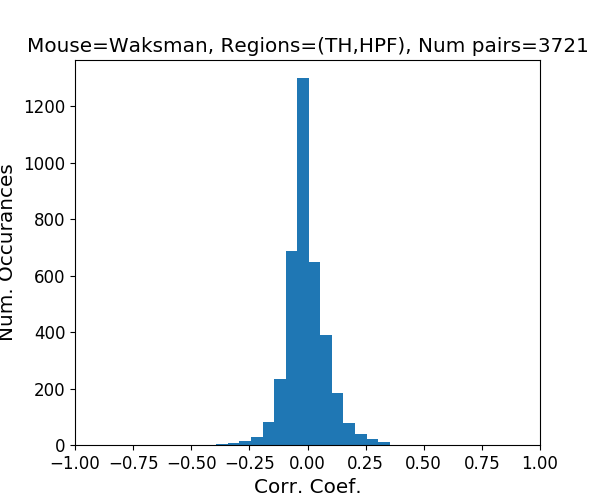 Mouse=Waksman, Regions=(TH,HPF), Num pairs=3721
Num. Occurances
1200
1000
800
600
400
200
0
−1.00 −0.75 −0.50 −0.25 0.00 0.25 0.50 0.75 1.00
Corr. Coef.